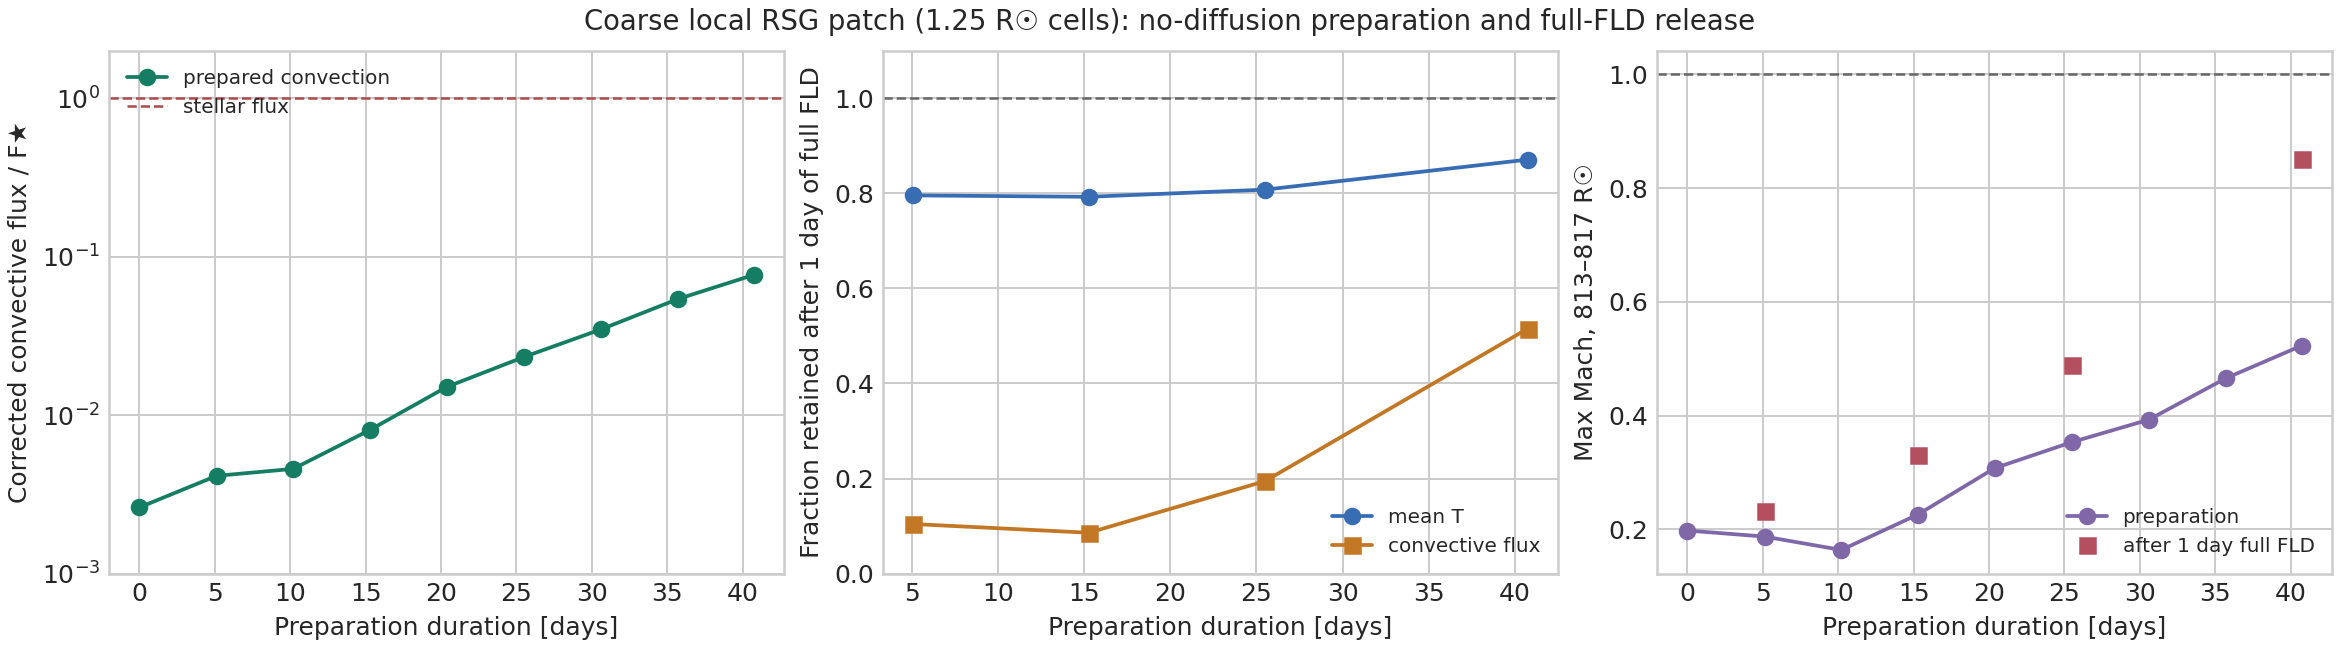 Coarse local RSG patch (1.25 R☉ cells): no-diffusion preparation and full-FLD release
Corrected convective flux / F★
10⁰
10⁻¹
10⁻²
10⁻³
prepared convection
stellar flux
0 5 10 15 20 25 30 35 40
Preparation duration [days]
Fraction retained after 1 day of full FLD
1.0
0.8
0.6
0.4
0.2
0.0
mean T
convective flux
5 10 15 20 25 30 35 40
Preparation duration [days]
Max Mach, 813–817 R☉
1.0
0.8
0.6
0.4
0.2
preparation
after 1 day full FLD
0 5 10 15 20 25 30 35 40
Preparation duration [days]